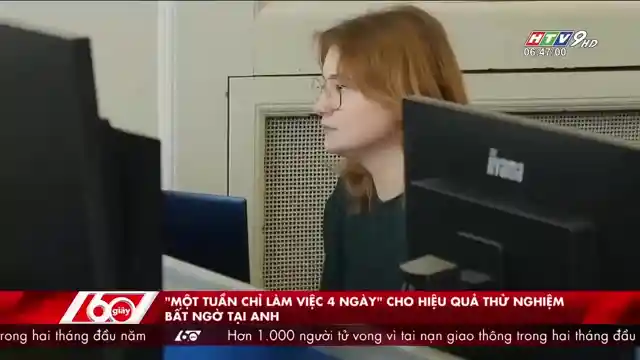 HTV9 HD
06:47:00
iiyama
"MỘT TUẦN CHỈ LÀM VIỆC 4 NGÀY" CHO HIỆU QUẢ THỬ NGHIỆM
BẤT NGỜ TẠI ANH
60 giây
trong hai tháng đầu năm 60 Hơn 1.000 người tử vong vì tai nạn giao thông trong hai tháng đầu